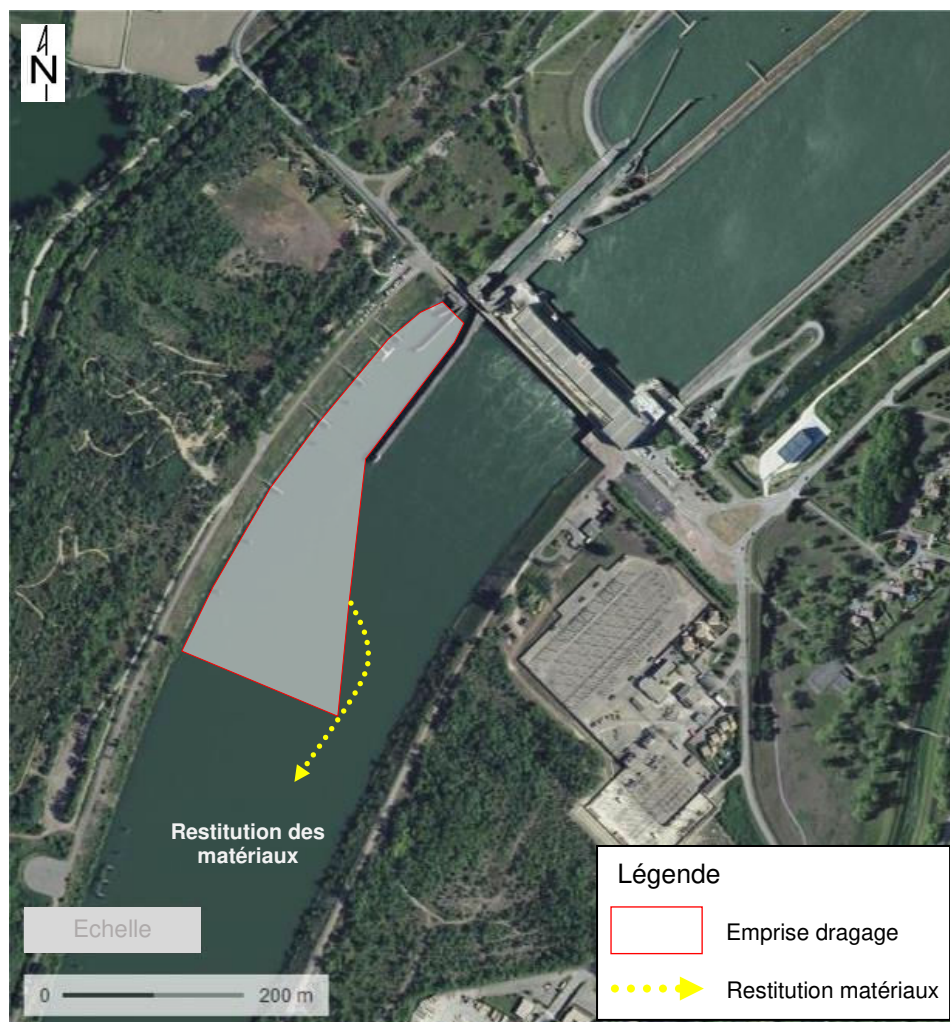 N
Restitution des
matériaux
Légende
Emprise dragage
Restitution matériaux
Echelle
0 200 m